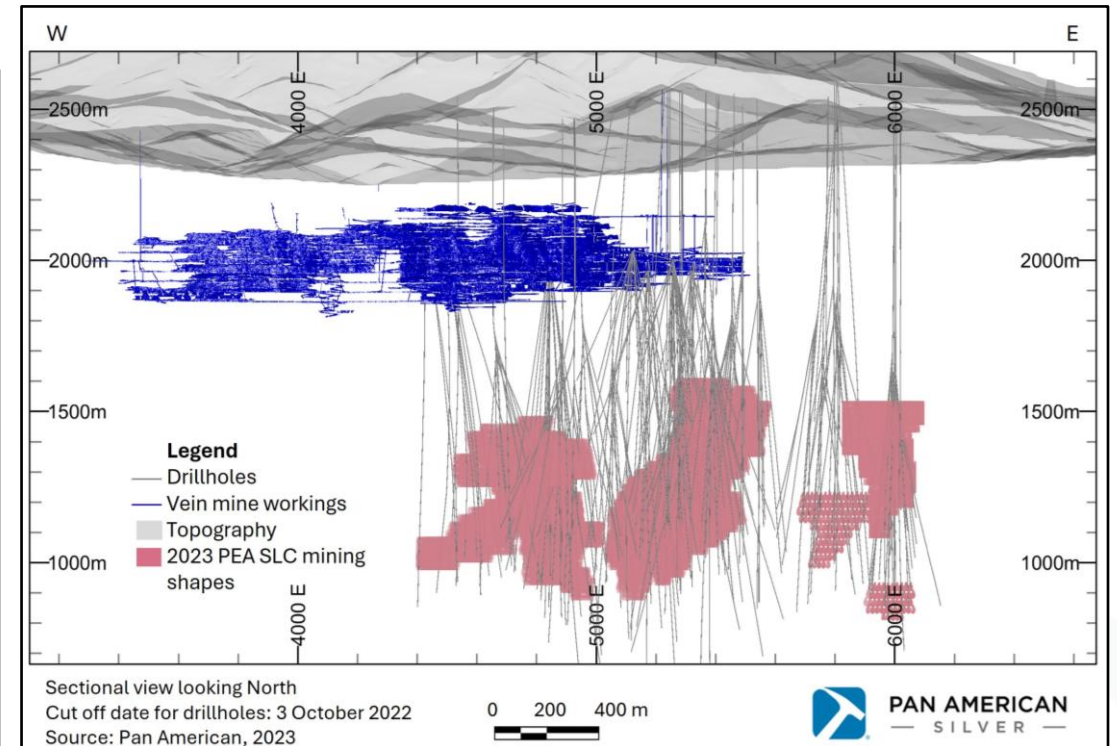 W E
4000 E 5000 E 6000 E
2500m 2500m
2000m 2000m
1500m 1500m
Legend
Drillholes
Vein mine workings
Topography
2023 PEA SLC mining
shapes
1000m 1000m
4000 E 5000 E 6000 E
Sectional view looking North
Cut off date for drillholes: 3 October 2022
Source: Pan American, 2023
0 200 400 m
PAN AMERICAN
SILVER